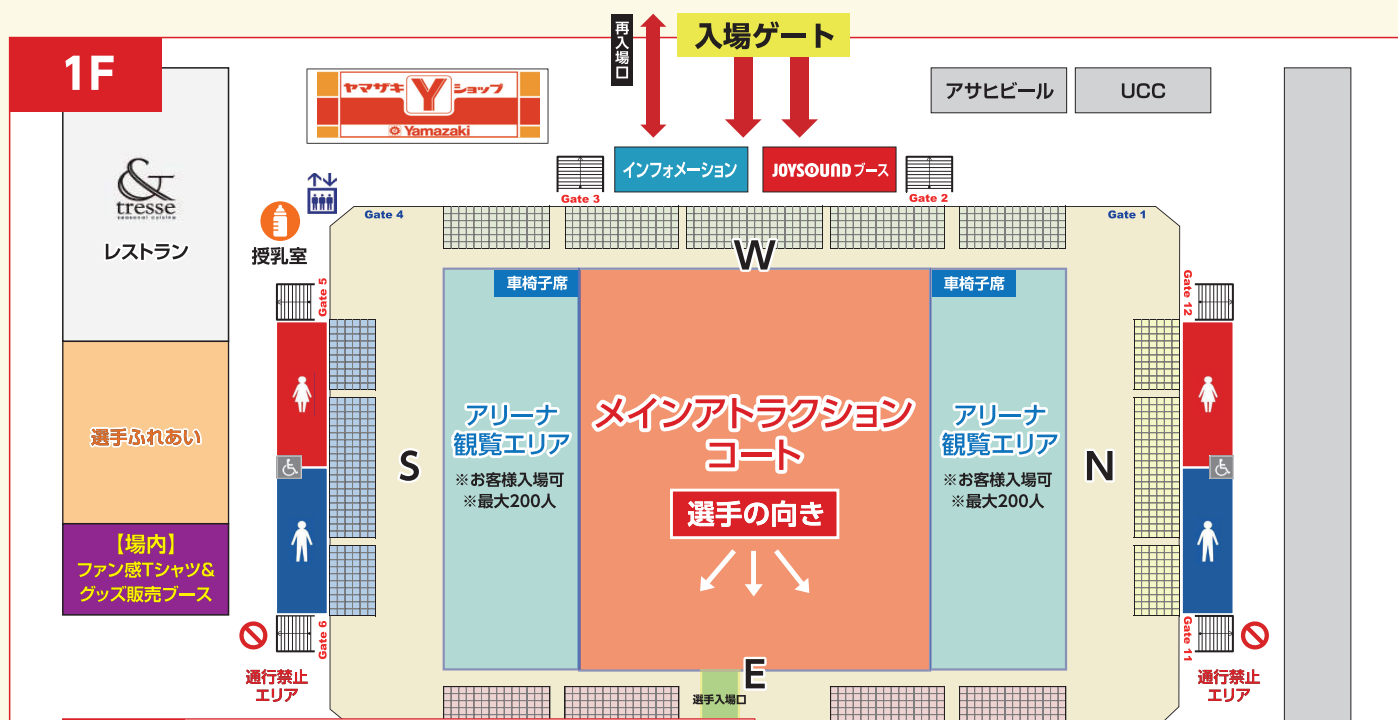 再入場口
入場ゲート
1F
ヤマザキ Y ショップ
Yamazaki
アサヒビール
UCC
インフォメーション
JOYSOUND ブース
Gate 3
Gate 2
&
tresse
seasonal cuisine
レストラン
授乳室
Gate 4
Gate 1
W
車椅子席
車椅子席
Gate 5
Gate 12
選手ふれあい
アリーナ
観覧エリア
※お客様入場可
※最大200人
メインアトラクション
コート
アリーナ
観覧エリア
※お客様入場可
※最大200人
S
N
選手の向き
【場内】
ファン感Tシャツ&
グッズ販売ブース
Gate 6
Gate 11
通行禁止
エリア
E
選手入場口
通行禁止
エリア